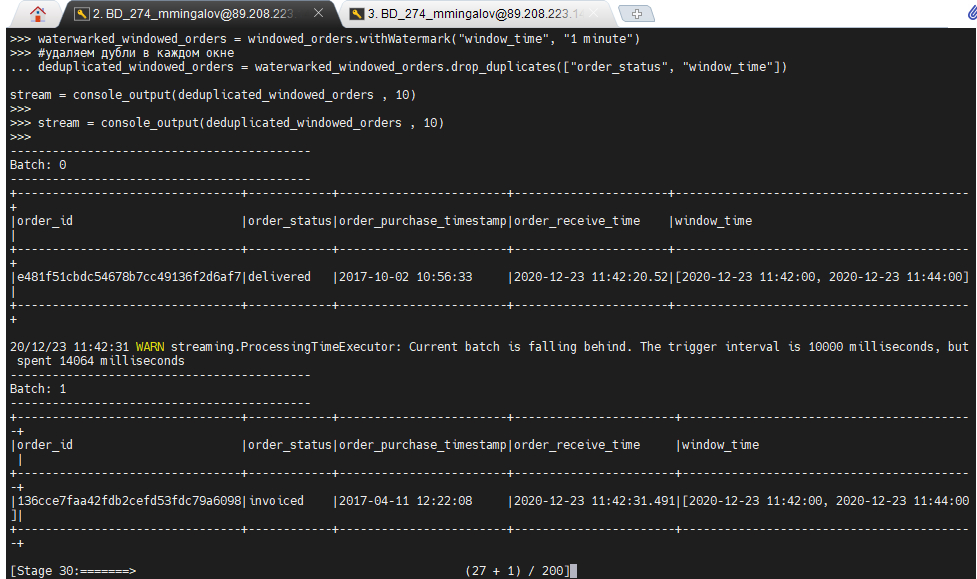 2. BD_274_mmingalov@89.208.223
3. BD_274_mmingalov@89.208.223.14
>>> waterwarked_windowed_orders = windowed_orders.withWatermark("window_time", "1 minute")
>>> #удаляем дубли в каждом окне
... deduplicated_windowed_orders = waterwarked_windowed_orders.drop_duplicates(["order_status", "window_time"])
stream = console_output(deduplicated_windowed_orders , 10)
>>>
>>> stream = console_output(deduplicated_windowed_orders , 10)
>>>
-------------------------------------------
Batch: 0
-------------------------------------------
+--------------------------------+------------+------------------------+----------------------+------------------------------------------
+
|order_id                        |order_status|order_purchase_timestamp|order_receive_time    |window_time
|
+--------------------------------+------------+------------------------+----------------------+------------------------------------------
+
|e481f51cbdc54678b7cc49136f2d6af7|delivered   |2017-10-02 10:56:33     |2020-12-23 11:42:20.52|[2020-12-23 11:42:00, 2020-12-23 11:44:00]
|
+--------------------------------+------------+------------------------+----------------------+------------------------------------------
+
20/12/23 11:42:31 WARN streaming.ProcessingTimeExecutor: Current batch is falling behind. The trigger interval is 10000 milliseconds, but
 spent 14064 milliseconds
-------------------------------------------
Batch: 1
-------------------------------------------
+--------------------------------+------------+------------------------+-----------------------+-----------------------------------------
-+
|order_id                        |order_status|order_purchase_timestamp|order_receive_time     |window_time
 |
+--------------------------------+------------+------------------------+-----------------------+-----------------------------------------
-+
|136cce7faa42fdb2cefd53fdc79a6098|invoiced    |2017-04-11 12:22:08     |2020-12-23 11:42:31.491|[2020-12-23 11:42:00, 2020-12-23 11:44:00
]|
+--------------------------------+------------+------------------------+-----------------------+-----------------------------------------
-+
[Stage 30:=======>                                              (27 + 1) / 200]